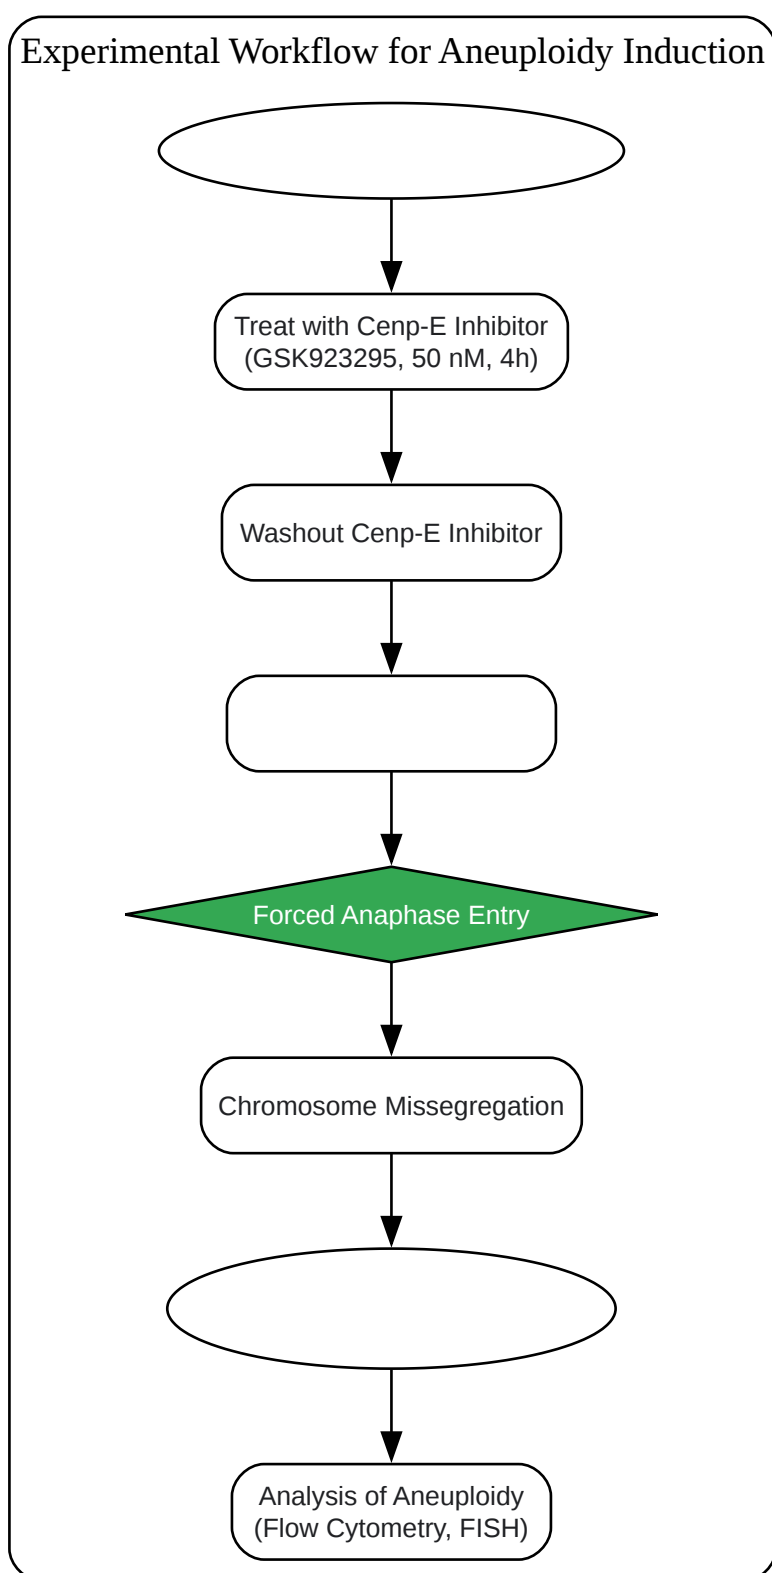 Experimental Workflow for Aneuploidy Induction
Treat with Cenp-E Inhibitor
(GSK923295, 50 nM, 4h)
Washout Cenp-E Inhibitor
Forced Anaphase Entry
Chromosome Missegregation
Analysis of Aneuploidy
(Flow Cytometry, FISH)